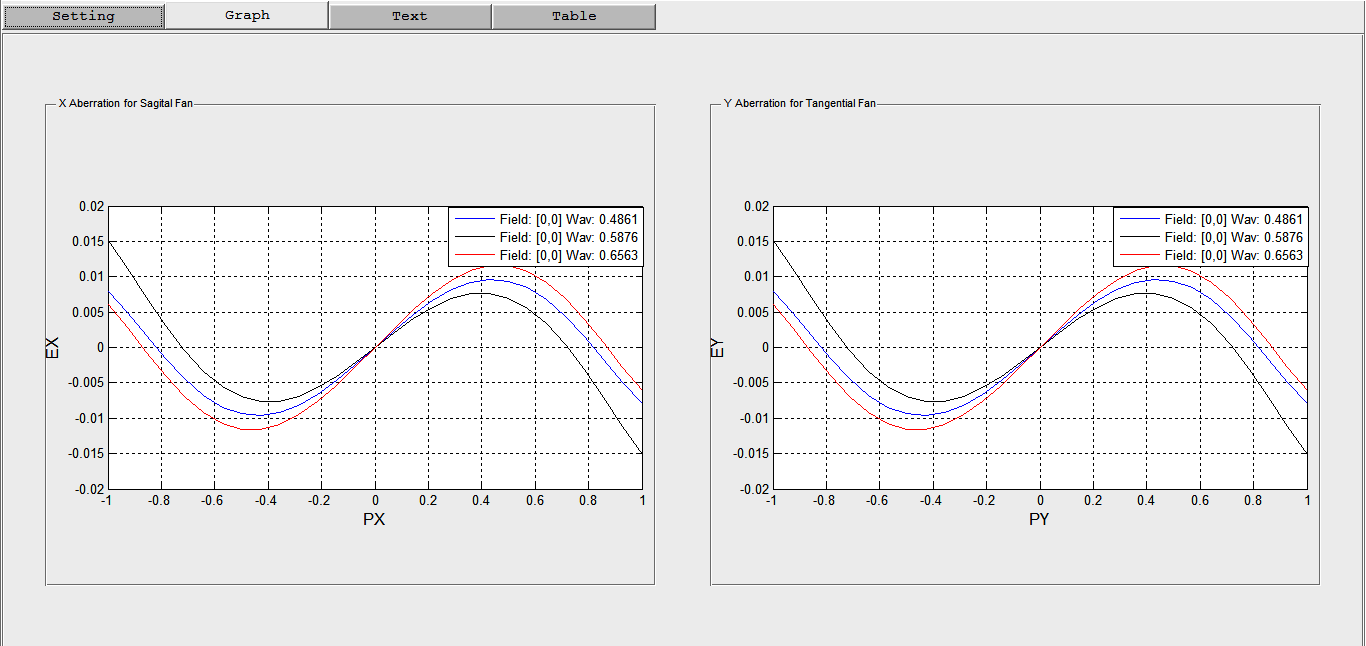 Setting Graph Text Table
X Aberration for Sagital Fan
0.02
0.015
0.01
0.005
0
-0.005
-0.01
-0.015
-0.02
EX
Field: [0,0] Wav: 0.4861
Field: [0,0] Wav: 0.5876
Field: [0,0] Wav: 0.6563
-1 -0.8 -0.6 -0.4 -0.2 0 0.2 0.4 0.6 0.8 1
PX
Y Aberration for Tangential Fan
0.02
0.015
0.01
0.005
0
-0.005
-0.01
-0.015
-0.02
EY
Field: [0,0] Wav: 0.4861
Field: [0,0] Wav: 0.5876
Field: [0,0] Wav: 0.6563
-1 -0.8 -0.6 -0.4 -0.2 0 0.2 0.4 0.6 0.8 1
PY